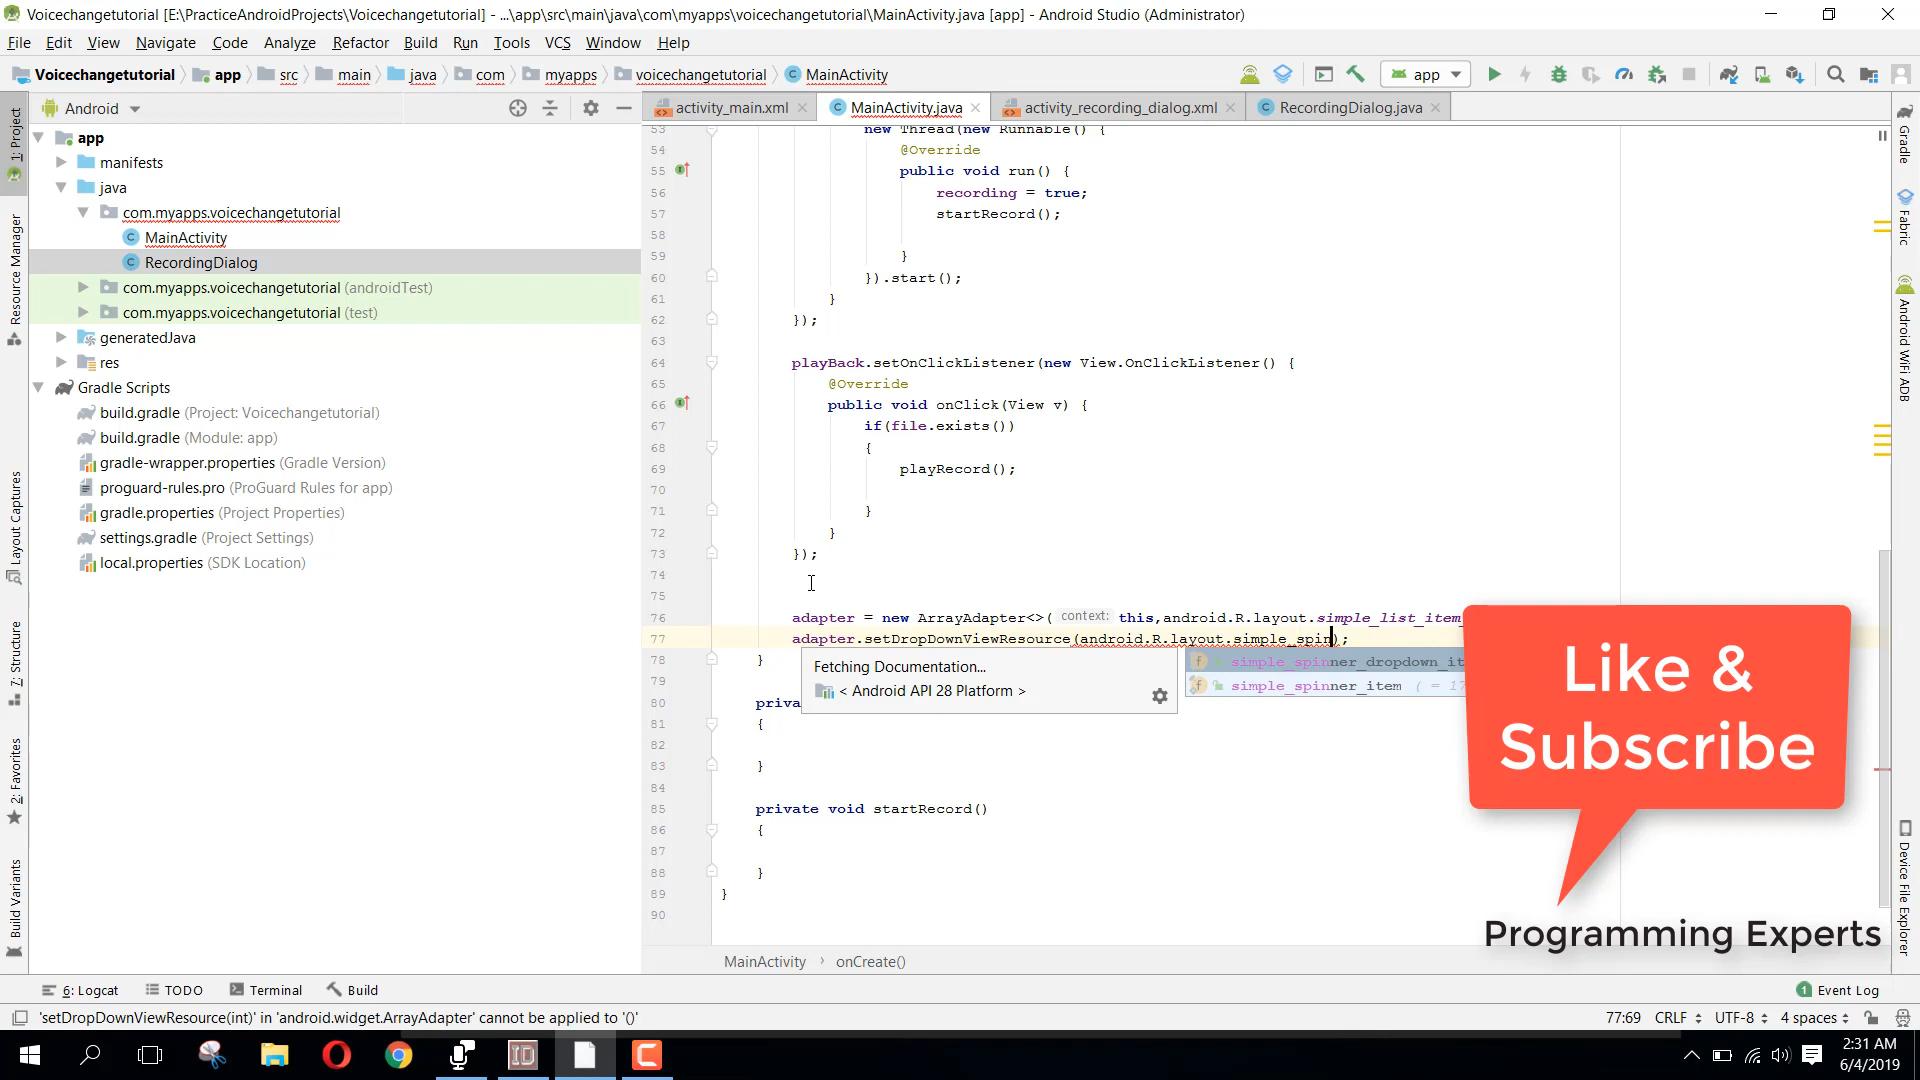 Voicechangetutorial [E:\PracticeAndroidProjects\Voicechangetutorial] - ...\app\src\main\java\com\myapps\voicechangetutorial\MainActivity.java [app] - Android Studio (Administrator)
File Edit View Navigate Code Analyze Refactor Build Run Tools VCS Window Help
Voicechangetutorial app src main java com myapps voicechangetutorial MainActivity app
Android
activity_main.xml MainActivity.java activity_recording_dialog.xml RecordingDialog.java
1: Project
Resource Manager
Layout Captures
7: Structure
2: Favorites
Build Variants
app
manifests
java
com.myapps.voicechangetutorial
MainActivity
RecordingDialog
com.myapps.voicechangetutorial (androidTest)
com.myapps.voicechangetutorial (test)
generatedJava
res
Gradle Scripts
build.gradle (Project: Voicechangetutorial)
build.gradle (Module: app)
gradle-wrapper.properties (Gradle Version)
proguard-rules.pro (ProGuard Rules for app)
gradle.properties (Project Properties)
settings.gradle (Project Settings)
local.properties (SDK Location)
53 new Thread(new Runnable() {
54 @Override
55 public void run() {
56 recording = true;
57 startRecord();
58
59 }
60 }).start();
61 }
62 });
63
64 playBack.setOnClickListener(new View.OnClickListener() {
65 @Override
66 public void onClick(View v) {
67 if(file.exists())
68 {
69 playRecord();
70
71 }
72 }
73 });
74
75
76 adapter = new ArrayAdapter<>( context: this,android.R.layout.simple_list_item
77 adapter.setDropDownViewResource(android.R.layout.simple_spin);
78 }
79
80 priva
81 {
82
83 }
84
85 private void startRecord()
86 {
87
88 }
89 }
90
Fetching Documentation...
< Android API 28 Platform >
simple_spinner_dropdown_it
simple_spinner_item ( = 17
Like &
Subscribe
Programming Experts
Gradle
Fabric
Android WiFi ADB
Device File Explorer
MainActivity › onCreate()
6: Logcat TODO Terminal Build 1 Event Log
'setDropDownViewResource(int)' in 'android.widget.ArrayAdapter' cannot be applied to '()' 77:69 CRLF UTF-8 4 spaces
2:31 AM
6/4/2019